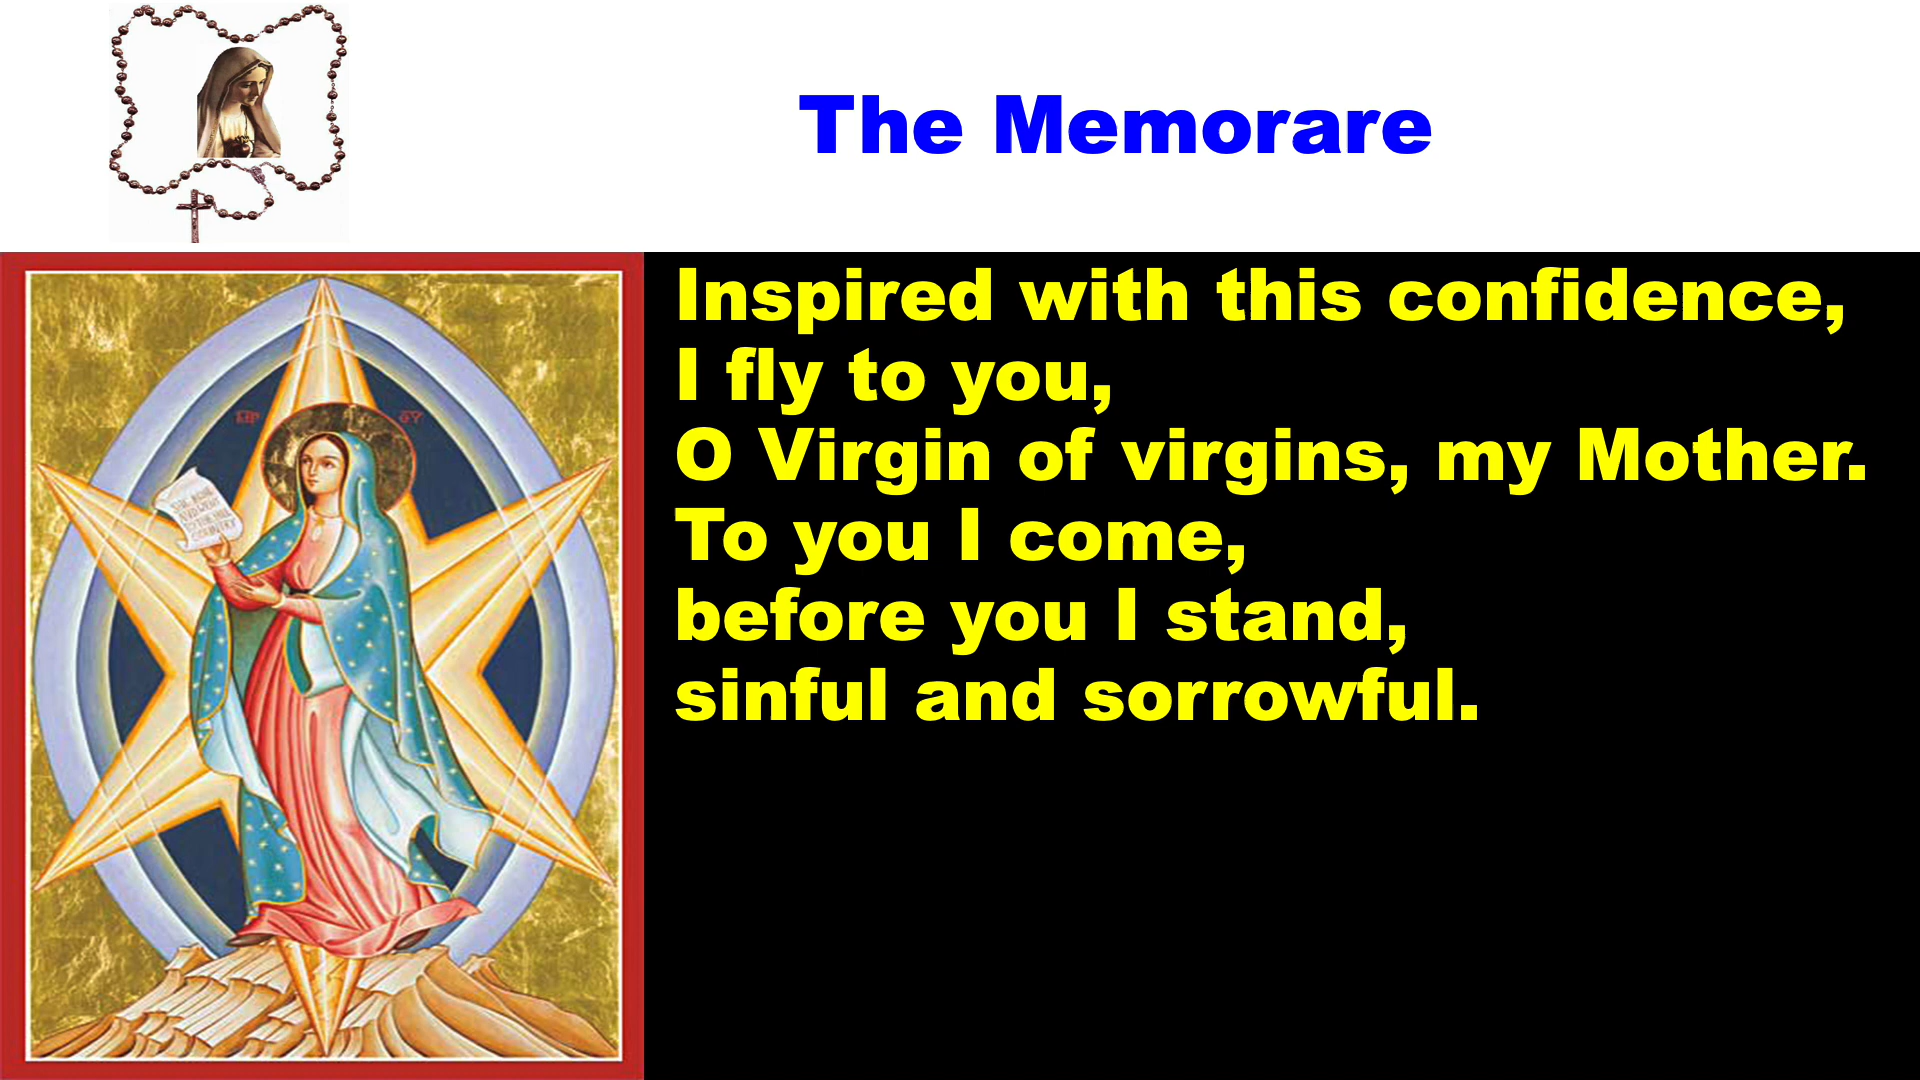 The Memorare
Inspired with this confidence,
I fly to you,
O Virgin of virgins, my Mother.
To you I come,
before you I stand,
sinful and sorrowful.